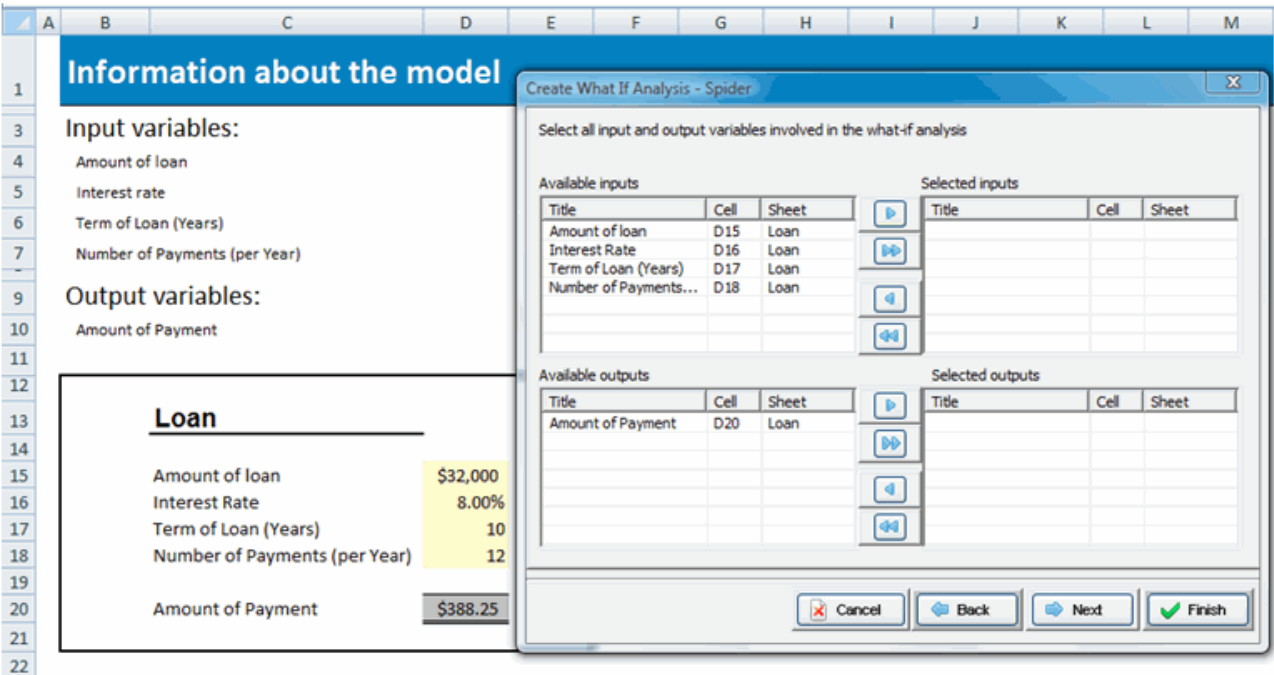 A B C D E F G H I J K L M
1 Information about the model
3 Input variables:
4 Amount of loan
5 Interest rate
6 Term of Loan (Years)
7 Number of Payments (per Year)
9 Output variables:
10 Amount of Payment
11
12
13 Loan
14
15 Amount of loan $32,000
16 Interest Rate 8.00%
17 Term of Loan (Years) 10
18 Number of Payments (per Year) 12
19
20 Amount of Payment $388.25
21
22
Create What If Analysis - Spider
Select all input and output variables involved in the what-if analysis
Available inputs
Title Cell Sheet
Amount of loan D15 Loan
Interest Rate D16 Loan
Term of Loan (Years) D17 Loan
Number of Payments... D18 Loan
Selected inputs
Title Cell Sheet
Available outputs
Title Cell Sheet
Amount of Payment D20 Loan
Selected outputs
Title Cell Sheet
Cancel Back Next Finish